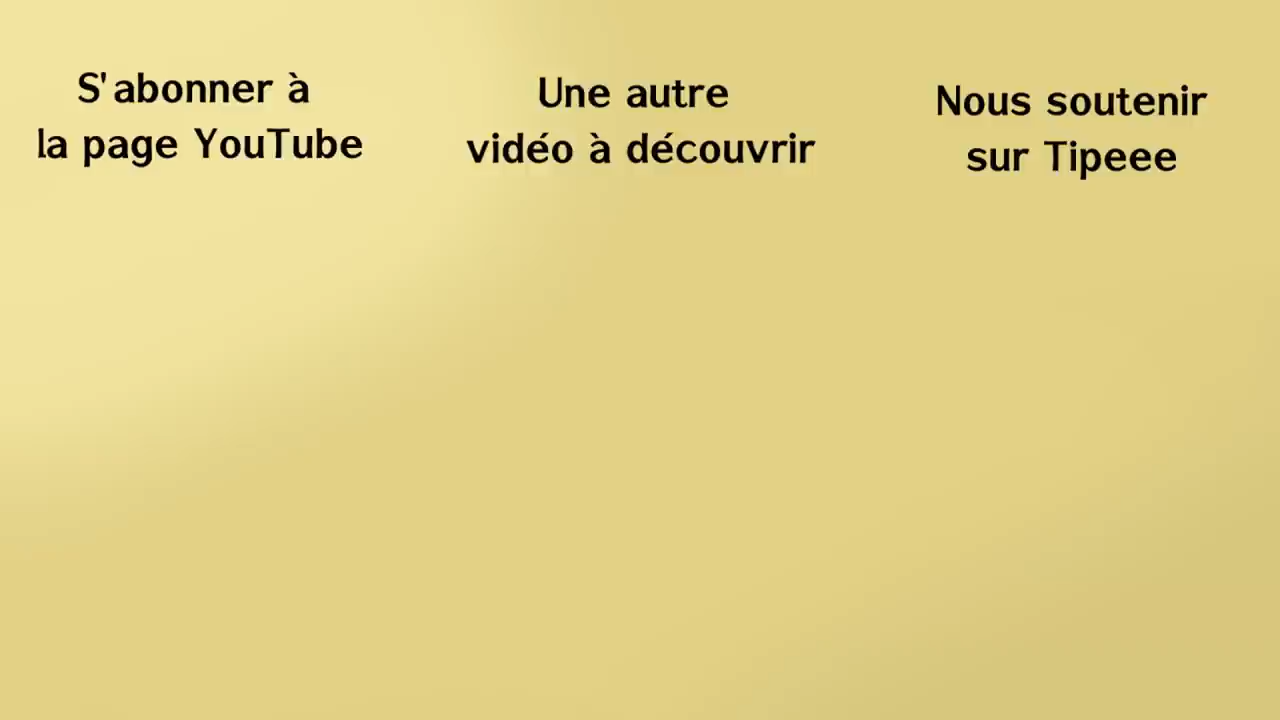 S'abonner à
la page YouTube
Une autre
vidéo à découvrir
Nous soutenir
sur Tipeee